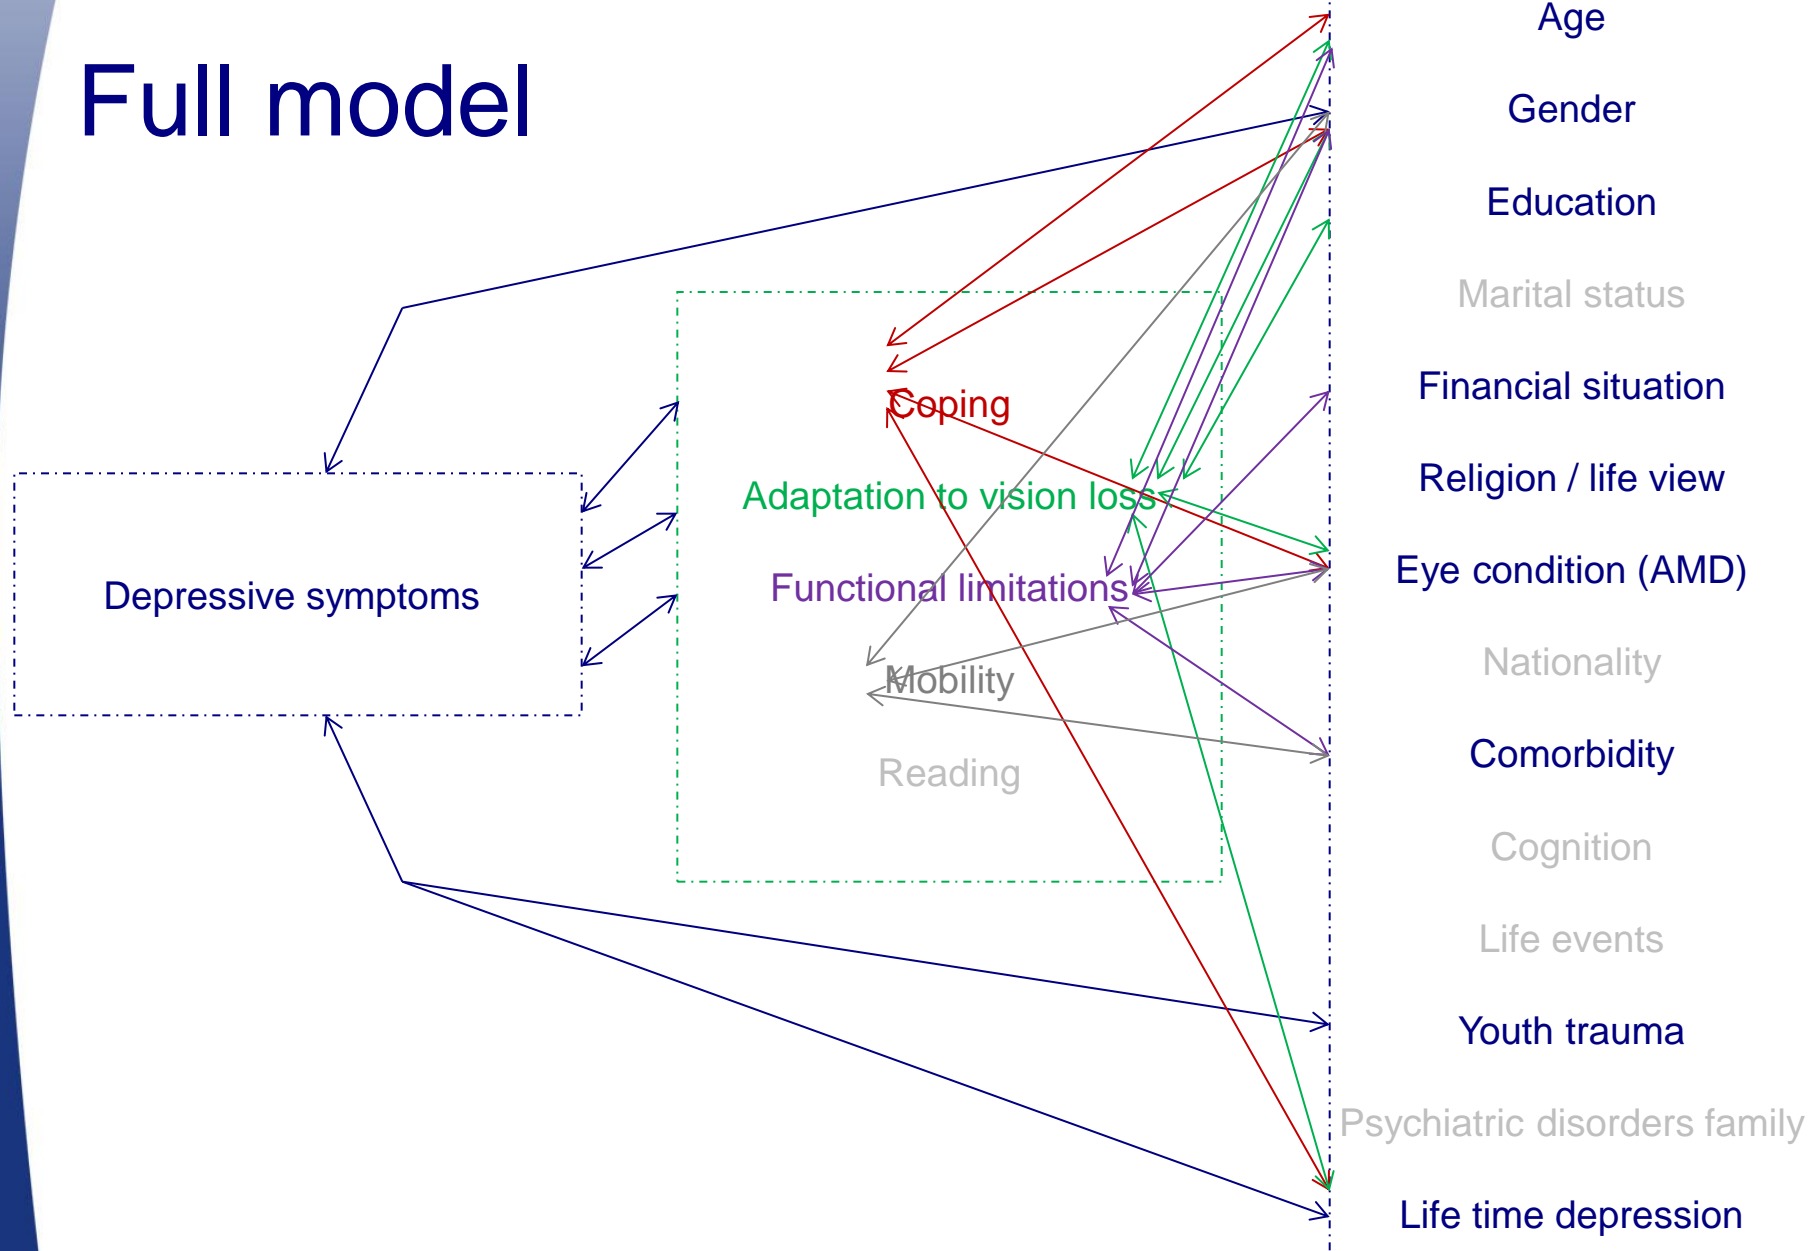 Full model
Depressive symptoms
Coping
Adaptation to vision loss
Functional limitations
Mobility
Reading
Age
Gender
Education
Marital status
Financial situation
Religion / life view
Eye condition (AMD)
Nationality
Comorbidity
Cognition
Life events
Youth trauma
Psychiatric disorders family
Life time depression